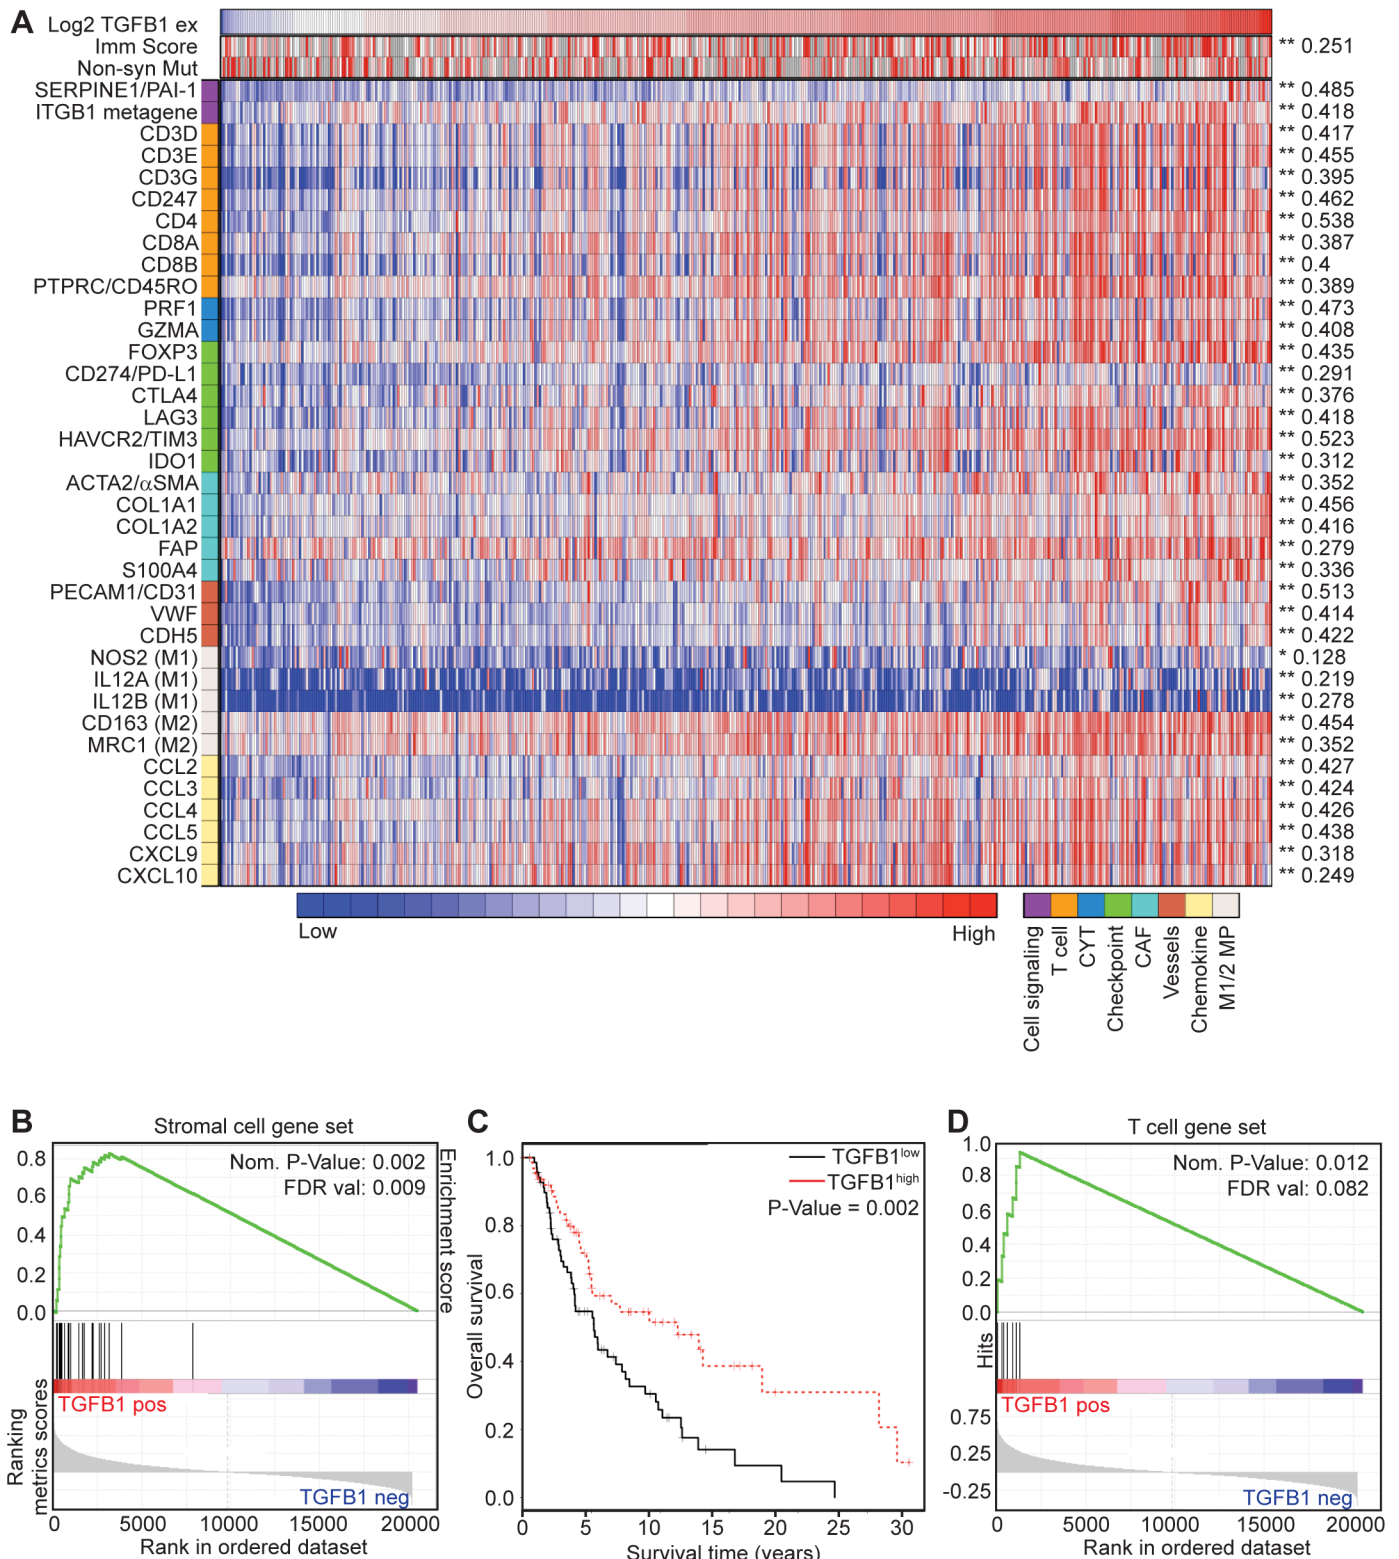 A
Log2 TGFB1 ex
Imm Score ** 0.251
Non-syn Mut
SERPINE1/PAI-1 ** 0.485
ITGB1 metagene ** 0.418
CD3D ** 0.417
CD3E ** 0.455
CD3G ** 0.395
CD247 ** 0.462
CD4 ** 0.538
CD8A ** 0.387
CD8B ** 0.4
PTPRC/CD45RO ** 0.389
PRF1 ** 0.473
GZMA ** 0.408
FOXP3 ** 0.435
CD274/PD-L1 ** 0.291
CTLA4 ** 0.376
LAG3 ** 0.418
HAVCR2/TIM3 ** 0.523
IDO1 ** 0.312
ACTA2/αSMA ** 0.352
COL1A1 ** 0.456
COL1A2 ** 0.416
FAP ** 0.279
S100A4 ** 0.336
PECAM1/CD31 ** 0.513
VWF ** 0.414
CDH5 ** 0.422
NOS2 (M1) * 0.128
IL12A (M1) ** 0.219
IL12B (M1) ** 0.278
CD163 (M2) ** 0.454
MRC1 (M2) ** 0.352
CCL2 ** 0.427
CCL3 ** 0.424
CCL4 ** 0.426
CCL5 ** 0.438
CXCL9 ** 0.318
CXCL10 ** 0.249
Low High
Cell signaling
T cell
CYT
Checkpoint
CAF
Vessels
Chemokine
M1/2 MP
B
Stromal cell gene set
Nom. P-Value: 0.002
FDR val: 0.009
Enrichment score
0.8
0.6
0.4
0.2
0.0
TGFB1 pos
Ranking
metrics scores
TGFB1 neg
0 5000 10000 15000 20000
Rank in ordered dataset
C
TGFB1low
TGFB1high
P-Value = 0.002
Overall survival
1.0
0.8
0.6
0.4
0.2
0.0
0 5 10 15 20 25 30
Survival time (years)
D
T cell gene set
Nom. P-Value: 0.012
FDR val: 0.082
1.0
0.8
0.6
0.4
0.2
0.0
Hits
TGFB1 pos
0.75
0.25
-0.25
TGFB1 neg
0 5000 10000 15000 20000
Rank in ordered dataset